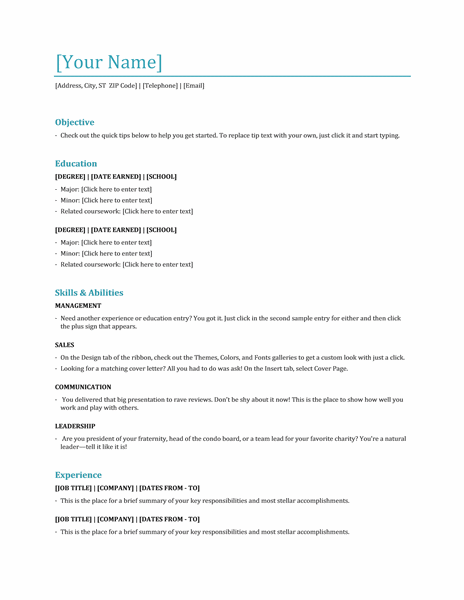 [Your Name]
[Address, City, ST  ZIP Code] | [Telephone] | [Email]
Objective
- Check out the quick tips below to help you get started. To replace tip text with your own, just click it and start typing.
Education
[DEGREE] | [DATE EARNED] | [SCHOOL]
- Major: [Click here to enter text]
- Minor: [Click here to enter text]
- Related coursework: [Click here to enter text]
[DEGREE] | [DATE EARNED] | [SCHOOL]
- Major: [Click here to enter text]
- Minor: [Click here to enter text]
- Related coursework: [Click here to enter text]
Skills & Abilities
MANAGEMENT
- Need another experience or education entry? You got it. Just click in the second sample entry for either and then click
the plus sign that appears.
SALES
- On the Design tab of the ribbon, check out the Themes, Colors, and Fonts galleries to get a custom look with just a click.
- Looking for a matching cover letter? All you had to do was ask! On the Insert tab, select Cover Page.
COMMUNICATION
- You delivered that big presentation to rave reviews. Don't be shy about it now! This is the place to show how well you
work and play with others.
LEADERSHIP
- Are you president of your fraternity, head of the condo board, or a team lead for your favorite charity? You're a natural
leader—tell it like it is!
Experience
[JOB TITLE] | [COMPANY] | [DATES FROM - TO]
- This is the place for a brief summary of your key responsibilities and most stellar accomplishments.
[JOB TITLE] | [COMPANY] | [DATES FROM - TO]
- This is the place for a brief summary of your key responsibilities and most stellar accomplishments.